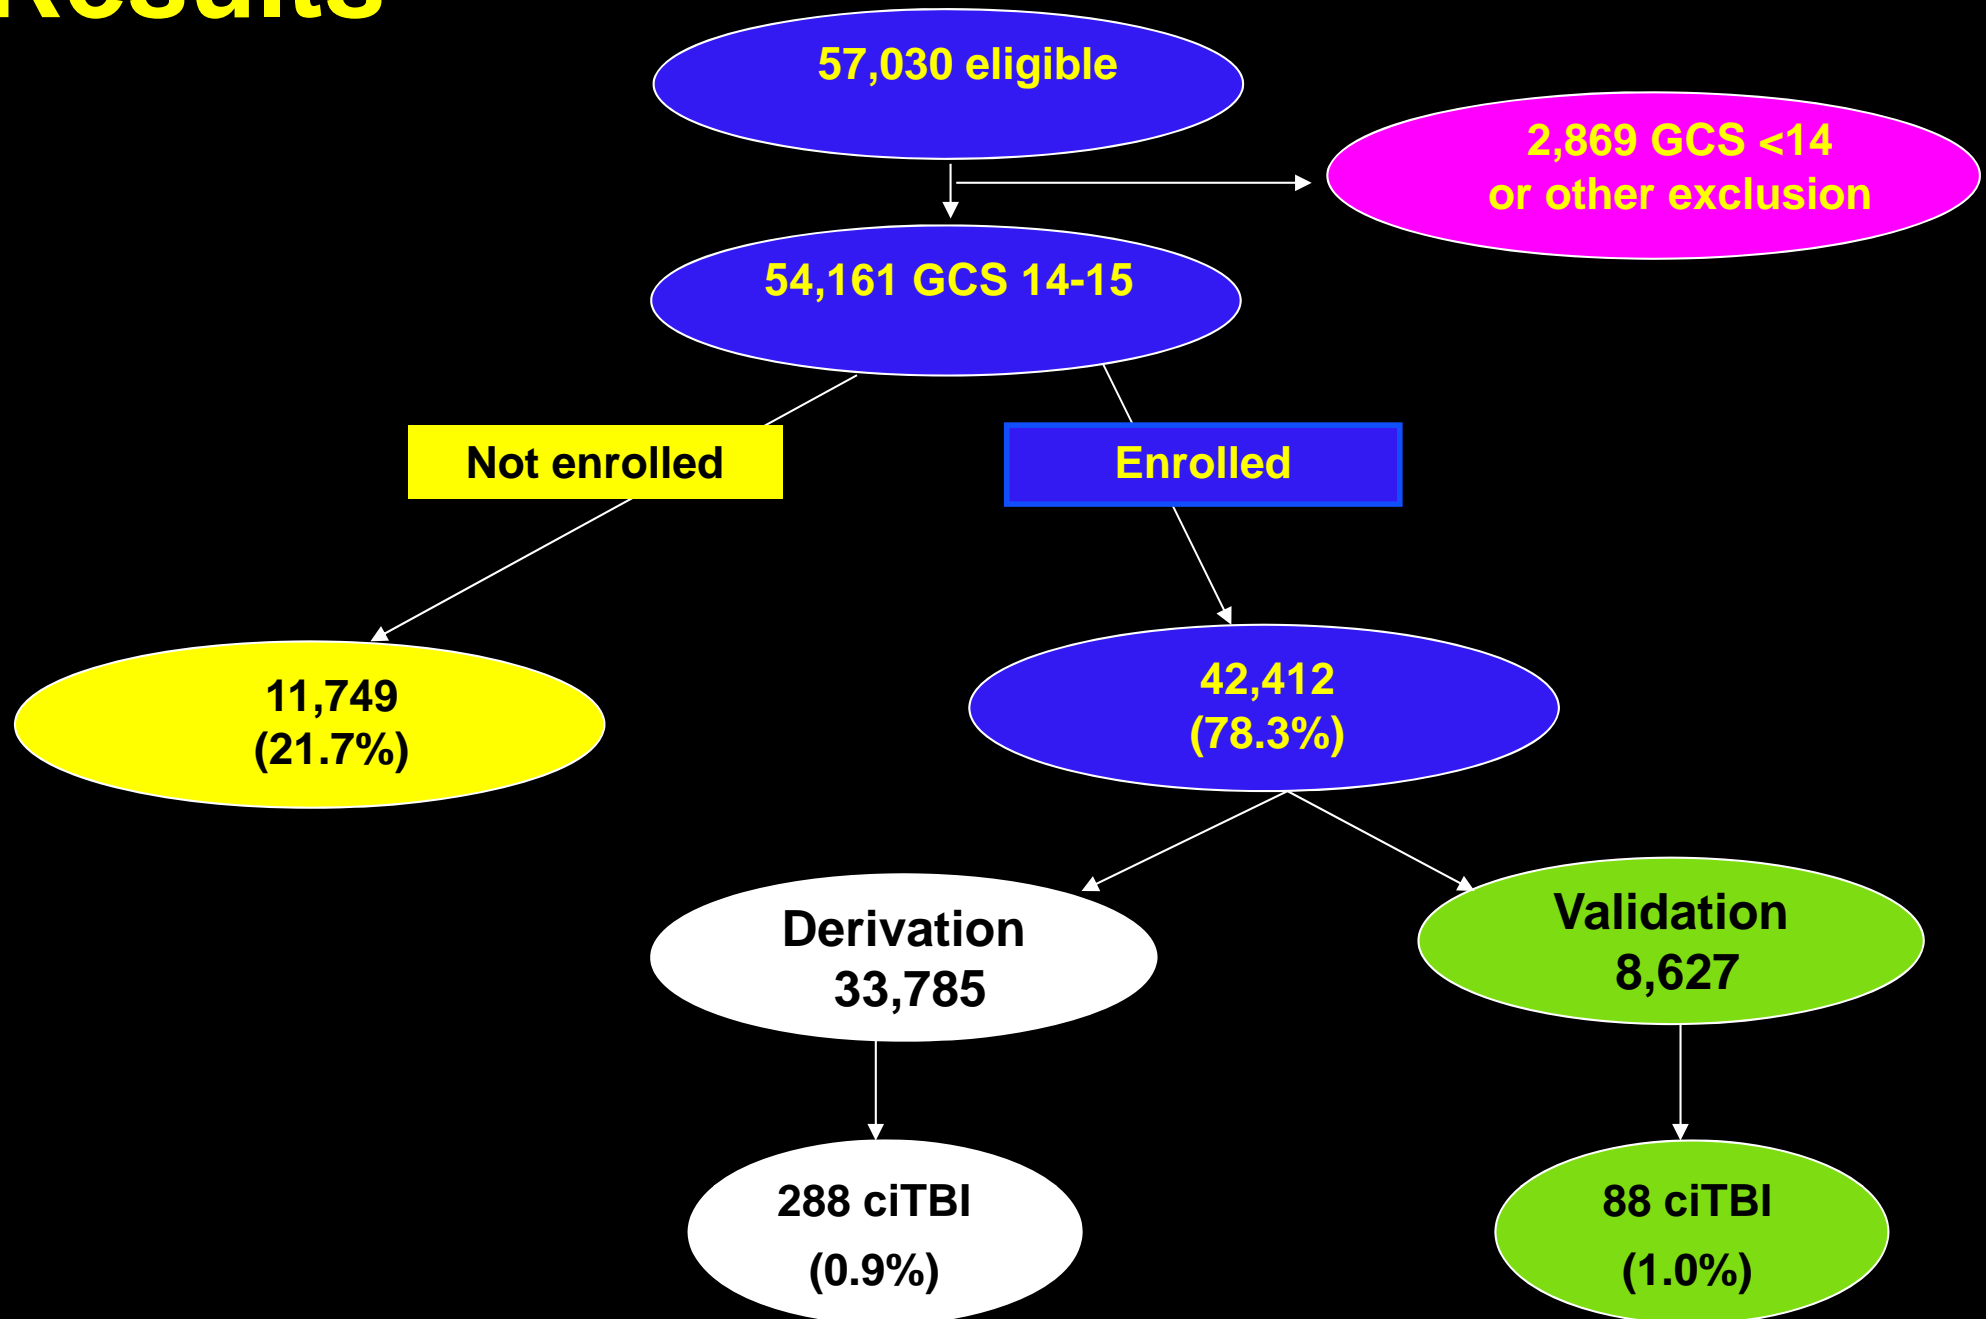 Results
57,030 eligible
2,869 GCS <14
or other exclusion
54,161 GCS 14-15
Not enrolled
Enrolled
11,749
(21.7%)
42,412
(78.3%)
Derivation
33,785
Validation
8,627
288 ciTBI
(0.9%)
88 ciTBI
(1.0%)